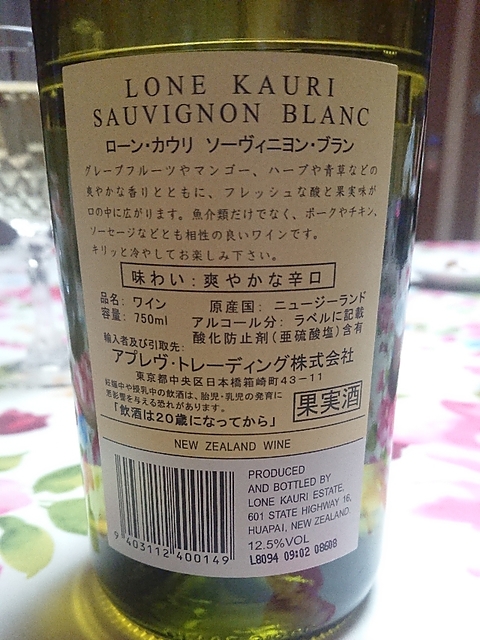 LONE KAURI
SAUVIGNON BLANC
ローン・カウリ ソーヴィニヨン・ブラン
グレープフルーツやマンゴー、ハーブや青草などの
爽やかな香りとともに、フレッシュな酸と果実味が
口の中に広がります。魚介類だけでなく、ポークやチキン、
ソーセージなどとも相性の良いワインです。
キリッと冷やしてお楽しみ下さい。
味わい：爽やかな辛口
品名：ワイン 原産国：ニュージーランド
容量：750ml アルコール分：ラベルに記載
酸化防止剤(亜硫酸塩)含有
輸入者及び引取先：
アプレヴ・トレーディング株式会社
東京都中央区日本橋箱崎町43-11
妊娠中や授乳中の飲酒は、胎児・乳児の発育に
悪影響を与える恐れがあります。
「飲酒は20歳になってから」
果実酒
NEW ZEALAND WINE
PRODUCED
AND BOTTLED BY
LONE KAURI ESTATE,
601 STATE HIGHWAY 16,
HUAPAI, NEW ZEALAND.
12.5%VOL
L8094 09:02 08608
9 403112 400149